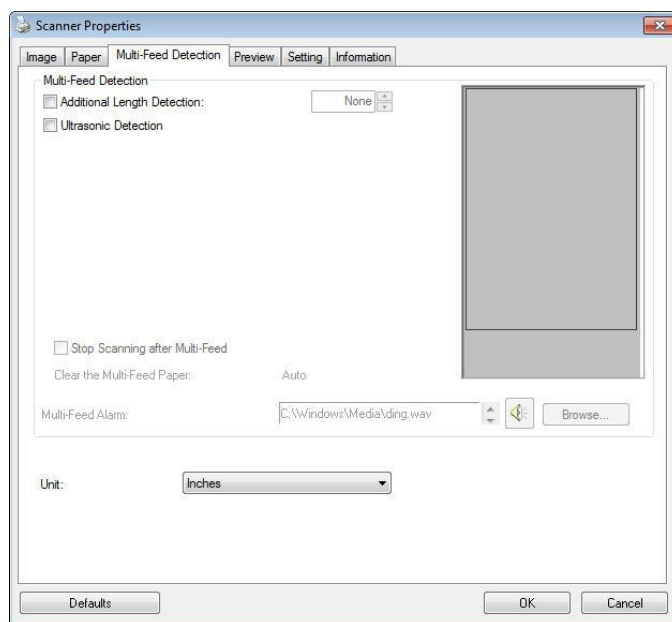 Scanner Properties
Image Paper Multi-Feed Detection Preview Setting Information
Multi-Feed Detection
Additional Length Detection: None
Ultrasonic Detection
Stop Scanning after Multi-Feed
Clear the Multi-Feed Paper: Auto
Multi-Feed Alarm: C:\Windows\Media\ding.wav Browse...
Unit: Inches
Defaults OK Cancel